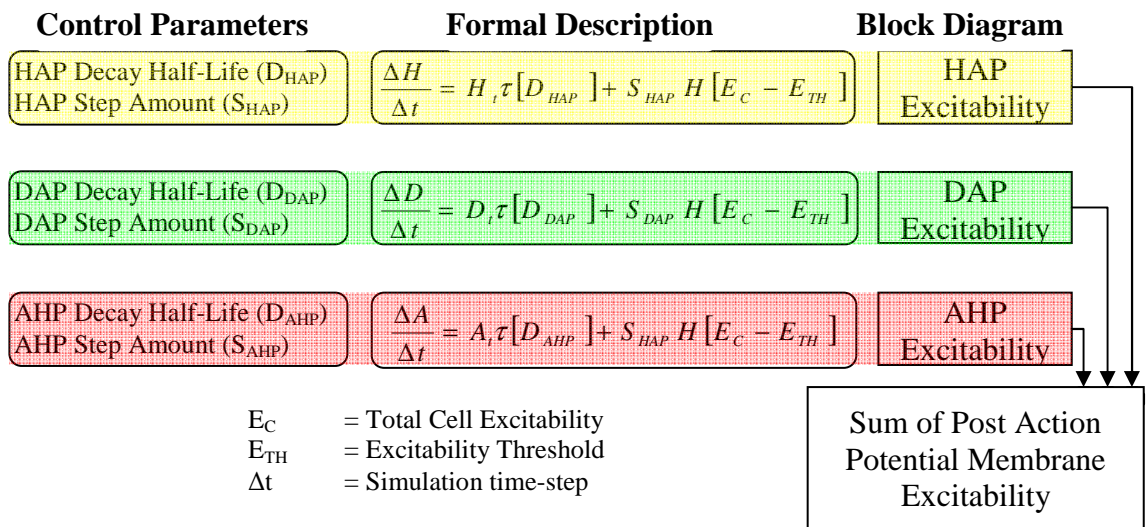 Control Parameters Formal Description Block Diagram
HAP Decay Half-Life (D_HAP)
HAP Step Amount (S_HAP)
ΔH/Δt = H_t τ[D_HAP] + S_HAP H[E_C − E_TH]
HAP
Excitability
DAP Decay Half-Life (D_DAP)
DAP Step Amount (S_DAP)
ΔD/Δt = D_t τ[D_DAP] + S_DAP H[E_C − E_TH]
DAP
Excitability
AHP Decay Half-Life (D_AHP)
AHP Step Amount (S_AHP)
ΔA/Δt = A_t τ[D_AHP] + S_HAP H[E_C − E_TH]
AHP
Excitability
E_C = Total Cell Excitability
E_TH = Excitability Threshold
Δt = Simulation time-step
Sum of Post Action
Potential Membrane
Excitability